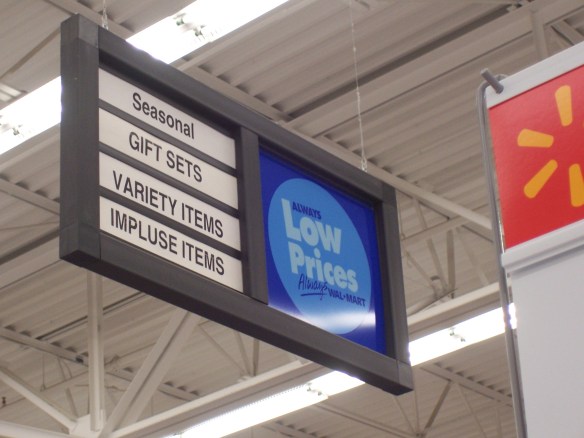 Seasonal
GIFT SETS
VARIETY ITEMS
IMPLUSE ITEMS
ALWAYS
Low
Prices
Always
WAL-MART